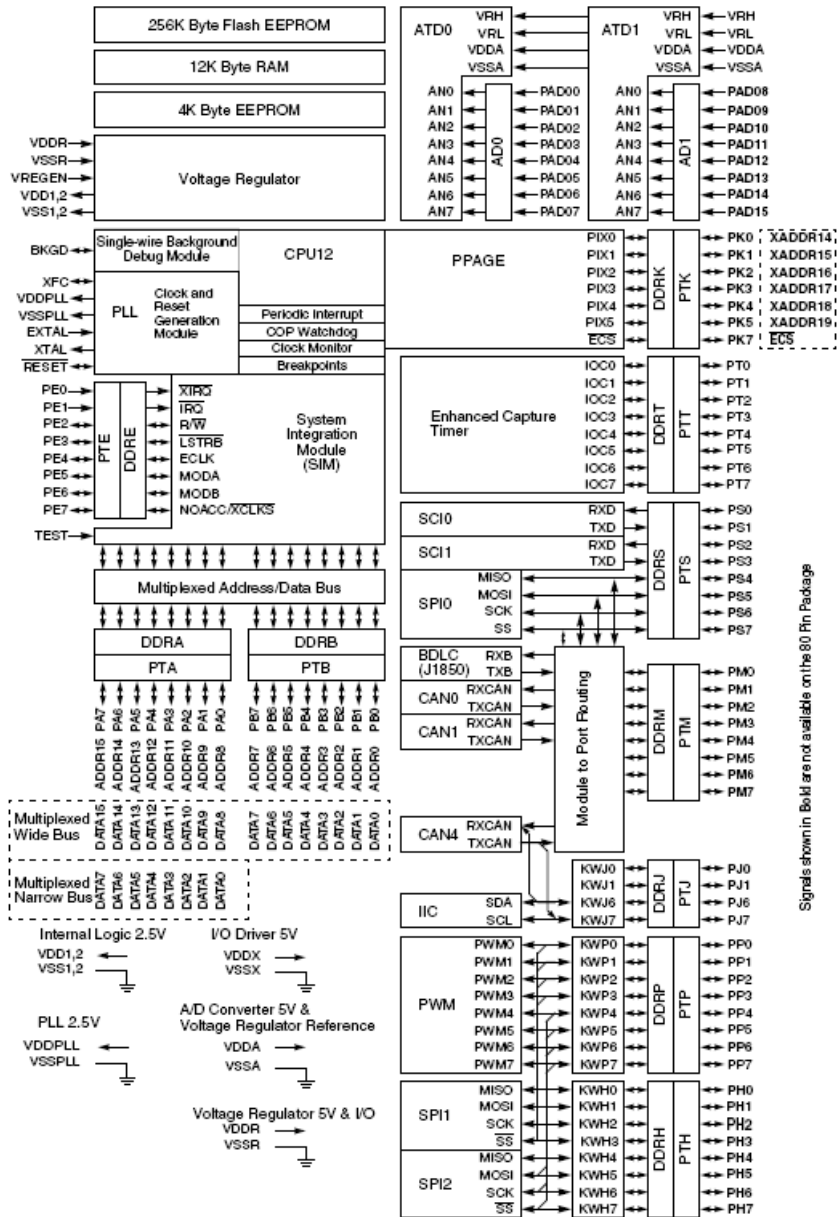 256K Byte Flash EEPROM
12K Byte RAM
4K Byte EEPROM
VDDR
VSSR
VREGEN
VDD1,2
VSS1,2
Voltage Regulator
ATD0
VRH
VRL
VDDA
VSSA
ATD1
VRH
VRL
VDDA
VSSA
VRH
VRL
VDDA
VSSA
AN0
AN1
AN2
AN3
AN4
AN5
AN6
AN7
AD0
PAD00
PAD01
PAD02
PAD03
PAD04
PAD05
PAD06
PAD07
AN0
AN1
AN2
AN3
AN4
AN5
AN6
AN7
AD1
PAD08
PAD09
PAD10
PAD11
PAD12
PAD13
PAD14
PAD15
BKGD
XFC
VDDPLL
VSSPLL
EXTAL
XTAL
RESET
Single-wire Background
Debug Module
CPU12
PLL
Clock and
Reset
Generation
Module
Periodic Interrupt
COP Watchdog
Clock Monitor
Breakpoints
PPAGE
PIX0
PIX1
PIX2
PIX3
PIX4
PIX5
ECS
DDRK
PTK
PK0
PK1
PK2
PK3
PK4
PK5
PK7
XADDR14
XADDR15
XADDR16
XADDR17
XADDR18
XADDR19
ECS
PE0
PE1
PE2
PE3
PE4
PE5
PE6
PE7
TEST
PTE
DDRE
XIRQ
IRQ
R/W
LSTRB
ECLK
MODA
MODB
NOACC/XCLKS
System
Integration
Module
(SIM)
Enhanced Capture
Timer
IOC0
IOC1
IOC2
IOC3
IOC4
IOC5
IOC6
IOC7
DDRT
PTT
PT0
PT1
PT2
PT3
PT4
PT5
PT6
PT7
SCI0
RXD
TXD
SCI1
RXD
TXD
SPI0
MISO
MOSI
SCK
SS
DDRS
PTS
PS0
PS1
PS2
PS3
PS4
PS5
PS6
PS7
Multiplexed Address/Data Bus
DDRA
PTA
DDRB
PTB
PA7
PA6
PA5
PA4
PA3
PA2
PA1
PA0
PB7
PB6
PB5
PB4
PB3
PB2
PB1
PB0
ADDR15
ADDR14
ADDR13
ADDR12
ADDR11
ADDR10
ADDR9
ADDR8
ADDR7
ADDR6
ADDR5
ADDR4
ADDR3
ADDR2
ADDR1
ADDR0
Multiplexed
Wide Bus
DATA15
DATA14
DATA13
DATA12
DATA11
DATA10
DATA9
DATA8
DATA7
DATA6
DATA5
DATA4
DATA3
DATA2
DATA1
DATA0
Multiplexed
Narrow Bus
DATA7
DATA6
DATA5
DATA4
DATA3
DATA2
DATA1
DATA0
BDLC
(J1850)
RXB
TXB
CAN0
RXCAN
TXCAN
CAN1
RXCAN
TXCAN
CAN4
RXCAN
TXCAN
Module to Port Routing
DDRM
PTM
PM0
PM1
PM2
PM3
PM4
PM5
PM6
PM7
IIC
SDA
SCL
KWJ0
KWJ1
KWJ6
KWJ7
DDRJ
PTJ
PJ0
PJ1
PJ6
PJ7
PWM
PWM0
PWM1
PWM2
PWM3
PWM4
PWM5
PWM6
PWM7
KWP0
KWP1
KWP2
KWP3
KWP4
KWP5
KWP6
KWP7
DDRP
PTP
PP0
PP1
PP2
PP3
PP4
PP5
PP6
PP7
SPI1
MISO
MOSI
SCK
SS
SPI2
MISO
MOSI
SCK
SS
KWH0
KWH1
KWH2
KWH3
KWH4
KWH5
KWH6
KWH7
DDRH
PTH
PH0
PH1
PH2
PH3
PH4
PH5
PH6
PH7
Internal Logic 2.5V
VDD1,2
VSS1,2
I/O Driver 5V
VDDX
VSSX
PLL 2.5V
VDDPLL
VSSPLL
A/D Converter 5V &
Voltage Regulator Reference
VDDA
VSSA
Voltage Regulator 5V & I/O
VDDR
VSSR
Signals shown in Bold are not available on the 80 Pin Package